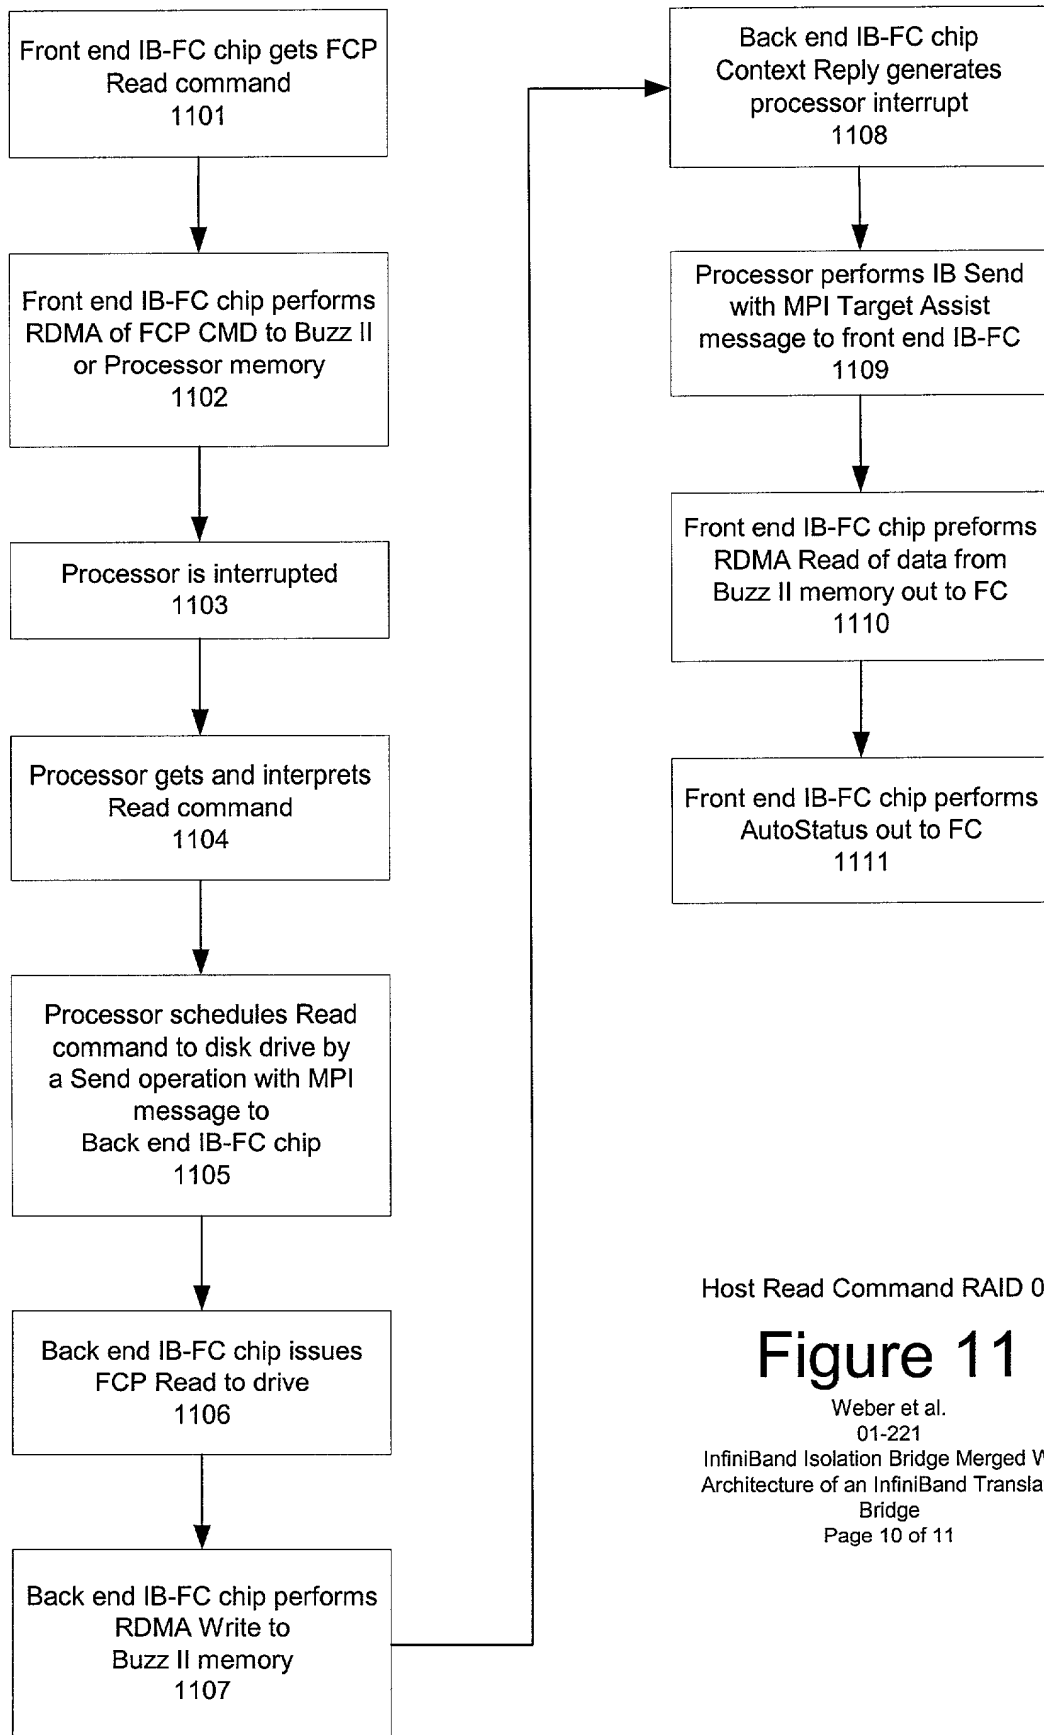 Front end IB-FC chip gets FCP
Read command
1101
Front end IB-FC chip performs
RDMA of FCP CMD to Buzz II
or Processor memory
1102
Processor is interrupted
1103
Processor gets and interprets
Read command
1104
Processor schedules Read
command to disk drive by
a Send operation with MPI
message to
Back end IB-FC chip
1105
Back end IB-FC chip issues
FCP Read to drive
1106
Back end IB-FC chip performs
RDMA Write to
Buzz II memory
1107
Back end IB-FC chip
Context Reply generates
processor interrupt
1108
Processor performs IB Send
with MPI Target Assist
message to front end IB-FC
1109
Front end IB-FC chip preforms
RDMA Read of data from
Buzz II memory out to FC
1110
Front end IB-FC chip performs
AutoStatus out to FC
1111
Host Read Command RAID 0
Figure 11
Weber et al.
01-221
InfiniBand Isolation Bridge Merged
Architecture of an InfiniBand
Bridge
Page 10 of 11